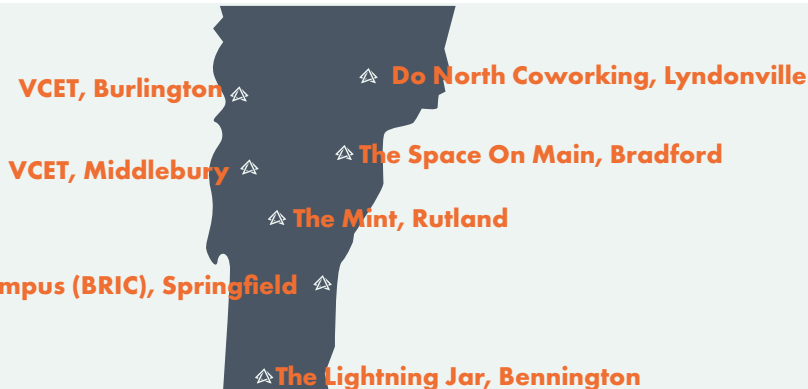 Do North Coworking, Lyndonville
VCET, Burlington
The Space On Main, Bradford
VCET, Middlebury
The Mint, Rutland
(BRIC), Springfield
The Lightning Jar, Bennington